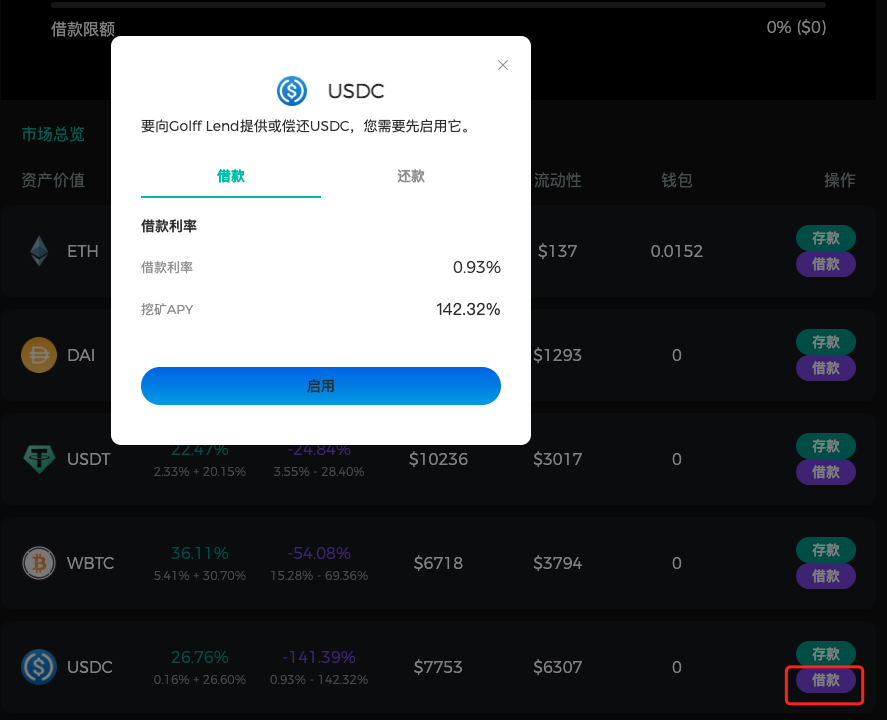 借款限额 0% ($0)
USDC
要向Golff Lend提供或偿还USDC，您需要先启用它。
市场总览
借款 还款
资产价值 流动性 钱包 操作
借款利率
ETH $137 0.0152 存款
借款
借款利率 0.93%
挖矿APY 142.32%
DAI $1293 0 存款
借款
启用
USDT 22.47% -24.84% $10236 $3017 0 存款
2.33% + 20.15% 3.55% - 28.40% 借款
WBTC 36.11% -54.08% $6718 $3794 0 存款
5.41% + 30.70% 15.28% - 69.36% 借款
USDC 26.76% -141.39% $7753 $6307 0 存款
0.16% + 26.60% 0.93% - 142.32% 借款